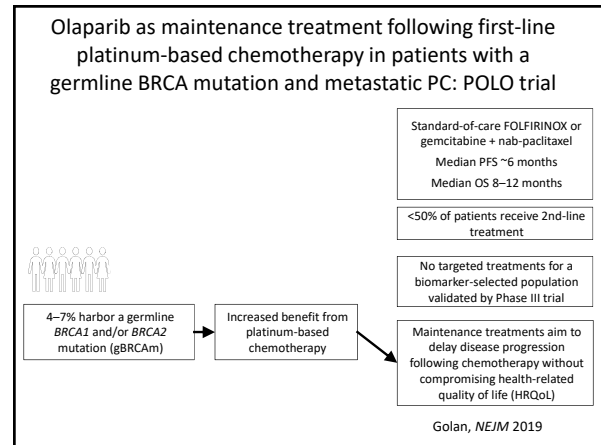 Olaparib as maintenance treatment following first-line
platinum-based chemotherapy in patients with a
germline BRCA mutation and metastatic PC: POLO trial
Standard-of-care FOLFIRINOX or
gemcitabine + nab-paclitaxel
Median PFS ~6 months
Median OS 8–12 months
<50% of patients receive 2nd-line
treatment
No targeted treatments for a
biomarker-selected population
validated by Phase III trial
4–7% harbor a germline
BRCA1 and/or BRCA2
mutation (gBRCAm)
Increased benefit from
platinum-based
chemotherapy
Maintenance treatments aim to
delay disease progression
following chemotherapy without
compromising health-related
quality of life (HRQoL)
Golan, NEJM 2019